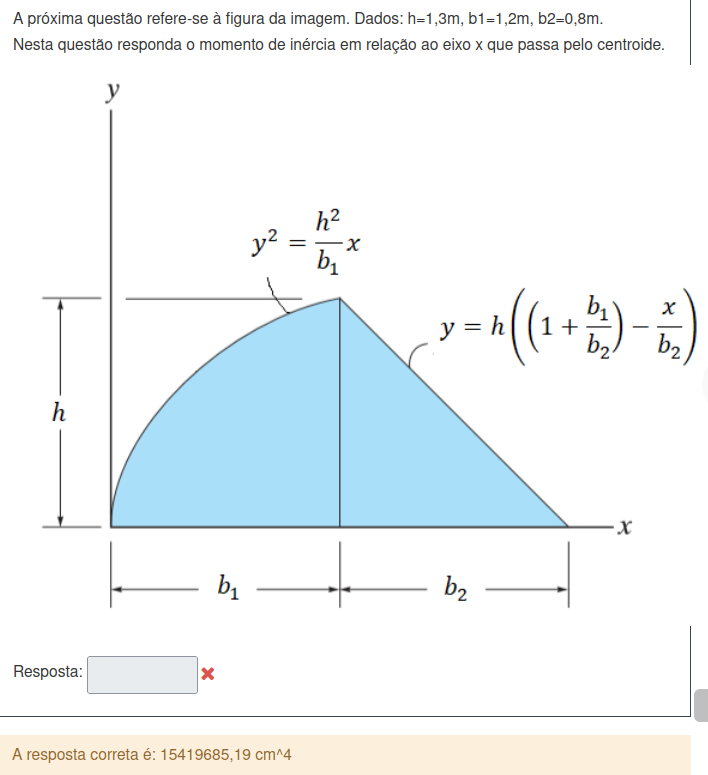 A próxima questão refere-se à figura da imagem. Dados: h=1,3m, b1=1,2m, b2=0,8m.
Nesta questão responda o momento de inércia em relação ao eixo x que passa pelo centroide.
y
y² = h²/b₁ x
y = h((1 + b₁/b₂) − x/b₂)
h
x
b₁ b₂
Resposta:
A resposta correta é: 15419685,19 cm^4